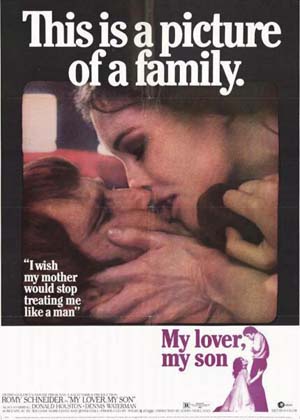 This is a picture
of a family.
“I wish
my mother
would stop
treating me
like a man”
My lover,
my son
ROMY SCHNEIDER IN "MY LOVER, MY SON"
DONALD HOUSTON • DENNIS WATERMAN